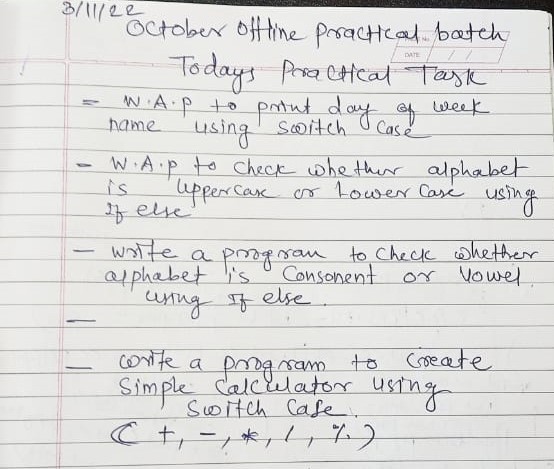 3/11/22
October offline practical batch
DATE
Todays Practical Task
= W.A.P to print day of week
name using switch case
- W.A.P to check whether alphabet
is Uppercase or Lower case using
If else
- write a program to check whether
alphabet is Consonent or Vowel
using If else.
-
- write a program to create
Simple Calculator using
Switch Case.
( +, -, *, /, % )